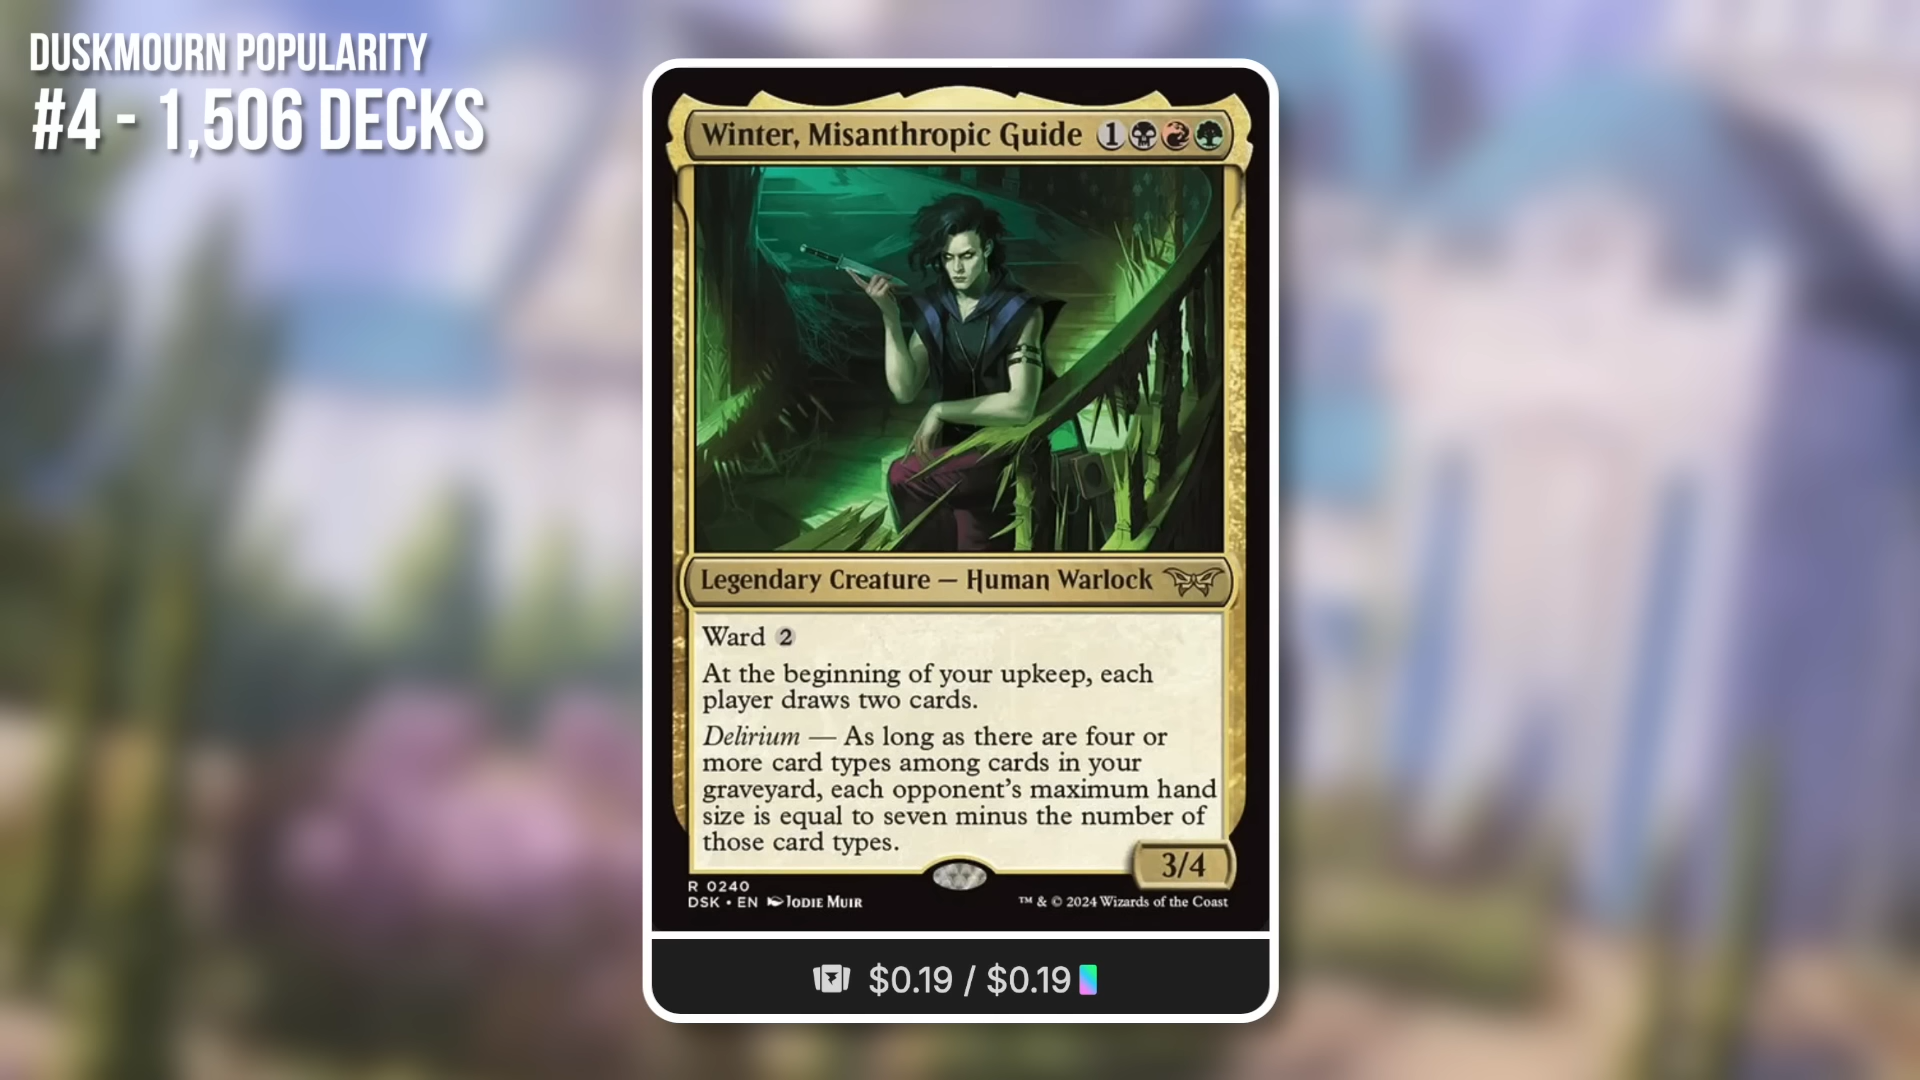 DUSKMOURN POPULARITY
#4 - 1,506 DECKS
Winter, Misanthropic Guide 1
Legendary Creature — Human Warlock
Ward 2
At the beginning of your upkeep, each
player draws two cards.
Delirium — As long as there are four or
more card types among cards in your
graveyard, each opponent's maximum hand
size is equal to seven minus the number of
those card types.
3/4
R 0240
DSK • EN Jodie Muir
™ & © 2024 Wizards of the Coast
$0.19 / $0.19